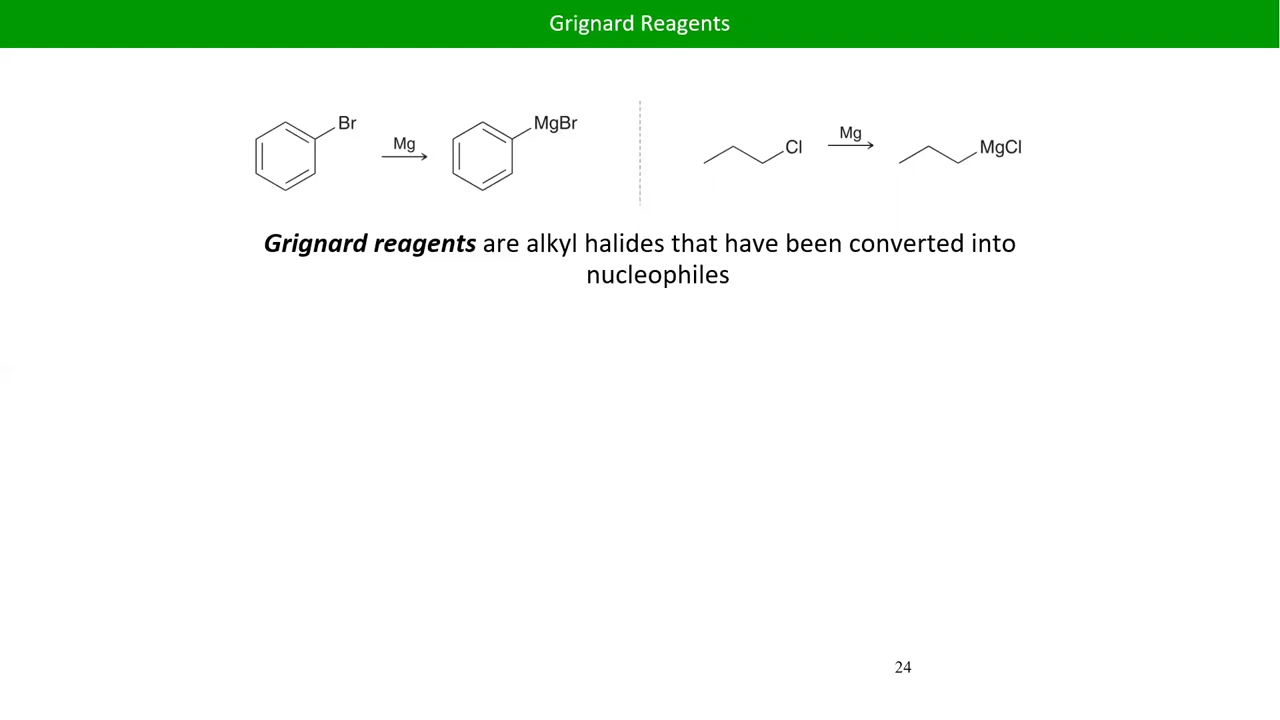 Grignard Reagents
Br
Mg
MgBr
Cl
Mg
MgCl
Grignard reagents are alkyl halides that have been converted into
nucleophiles
24